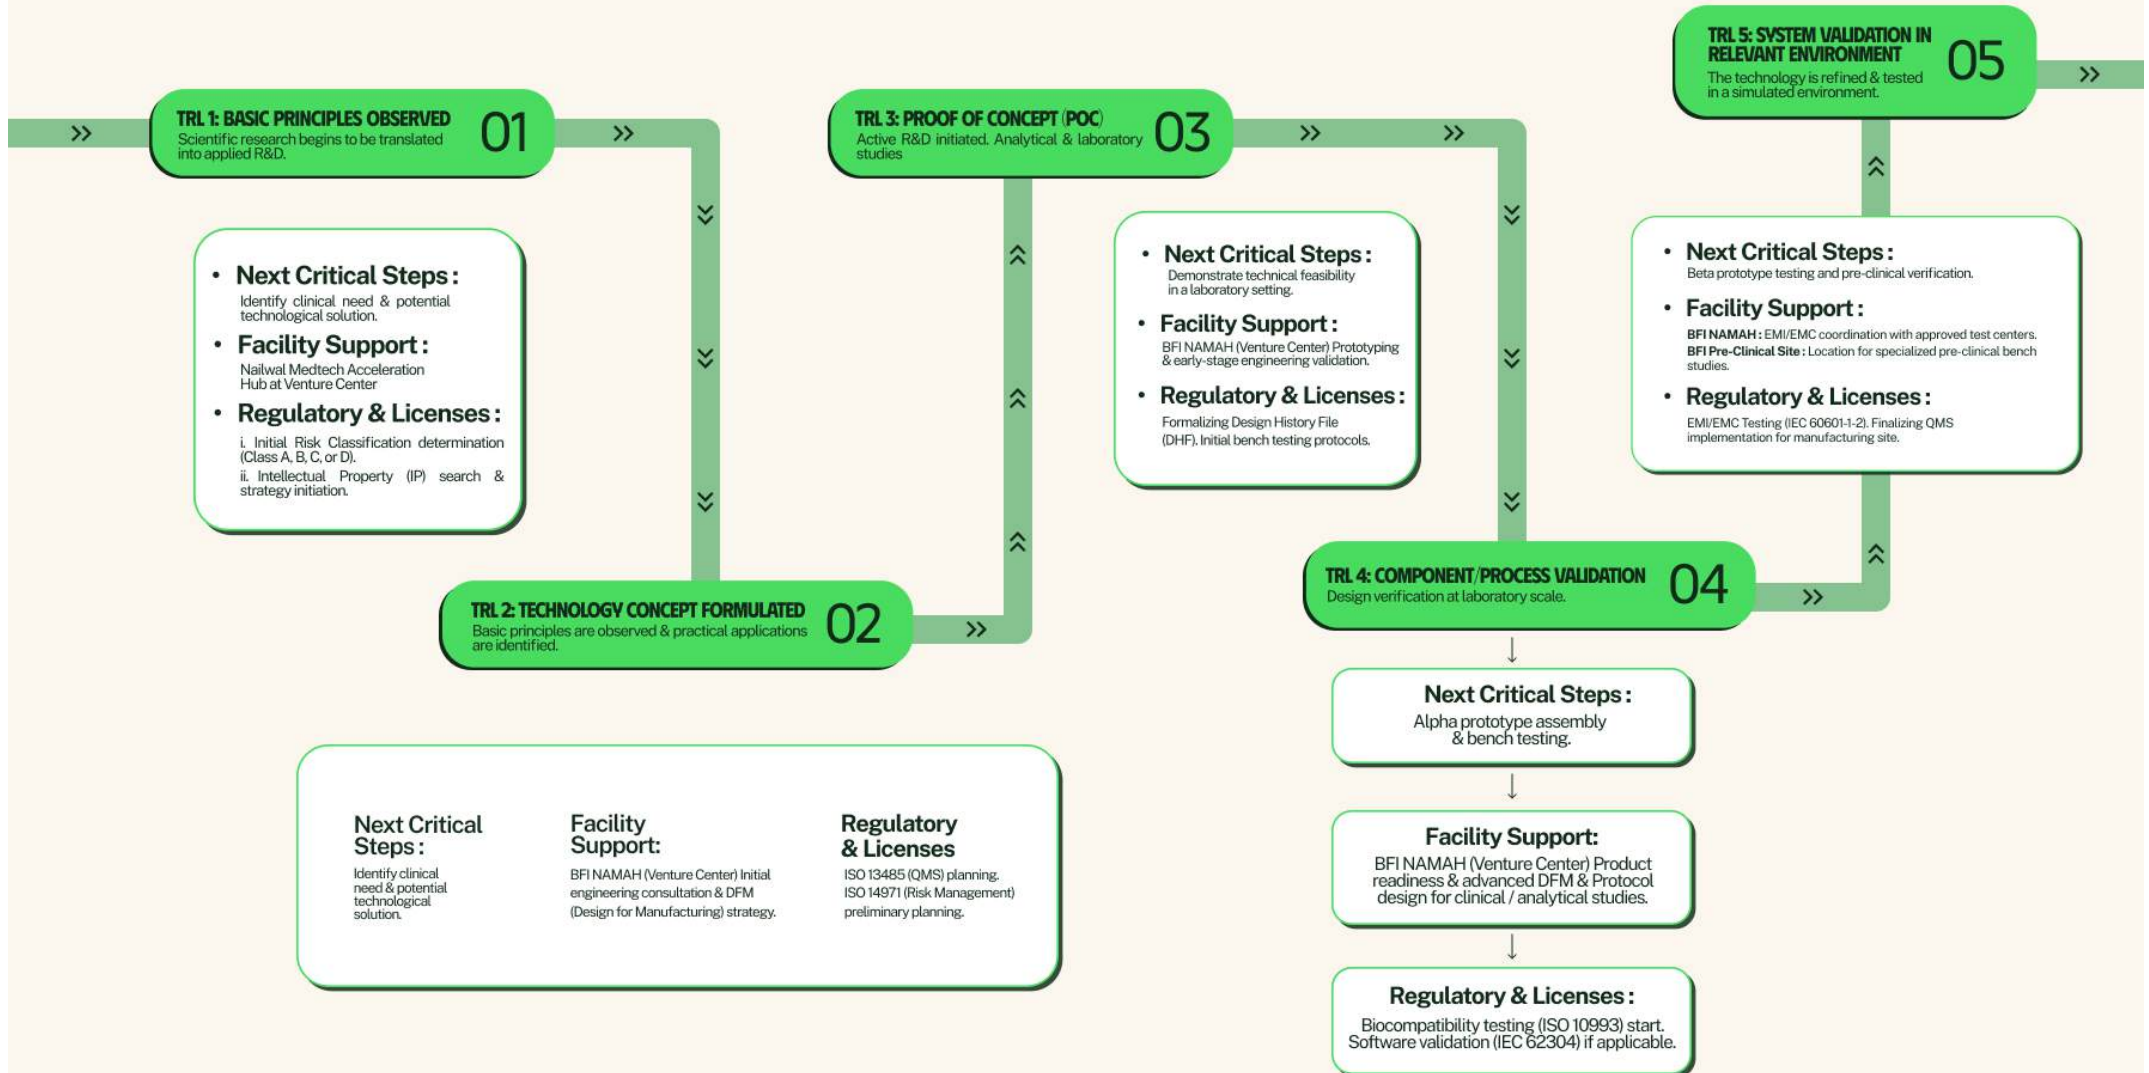 TRL 1: BASIC PRINCIPLES OBSERVED
Scientific research begins to be translated
into applied R&D.
01
• Next Critical Steps :
Identify clinical need & potential
technological solution.
• Facility Support :
Nailwal Medtech Acceleration
Hub at Venture Center
• Regulatory & Licenses :
i. Initial Risk Classification determination
(Class A, B, C, or D).
ii. Intellectual Property (IP) search &
strategy initiation.
TRL 2: TECHNOLOGY CONCEPT FORMULATED
Basic principles are observed & practical applications
are identified.
02
Next Critical
Steps :
Identify clinical
need & potential
technological
solution.
Facility
Support:
BFI NAMAH (Venture Center) Initial
engineering consultation & DFM
(Design for Manufacturing) strategy.
Regulatory
& Licenses
ISO 13485 (QMS) planning.
ISO 14971 (Risk Management)
preliminary planning.
TRL 3: PROOF OF CONCEPT (POC)
Active R&D initiated. Analytical & laboratory
studies
03
• Next Critical Steps :
Demonstrate technical feasibility
in a laboratory setting.
• Facility Support :
BFI NAMAH (Venture Center) Prototyping
& early-stage engineering validation.
• Regulatory & Licenses :
Formalizing Design History File
(DHF). Initial bench testing protocols.
TRL 4: COMPONENT/PROCESS VALIDATION
Design verification at laboratory scale.
04
Next Critical Steps :
Alpha prototype assembly
& bench testing.
Facility Support:
BFI NAMAH (Venture Center) Product
readiness & advanced DFM & Protocol
design for clinical / analytical studies.
Regulatory & Licenses :
Biocompatibility testing (ISO 10993) start.
Software validation (IEC 62304) if applicable.
TRL 5: SYSTEM VALIDATION IN
RELEVANT ENVIRONMENT
The technology is refined & tested
in a simulated environment.
05
• Next Critical Steps :
Beta prototype testing and pre-clinical verification.
• Facility Support :
BFI NAMAH : EMI/EMC coordination with approved test centers.
BFI Pre-Clinical Site : Location for specialized pre-clinical bench
studies.
• Regulatory & Licenses :
EMI/EMC Testing (IEC 60601-1-2). Finalizing QMS
implementation for manufacturing site.